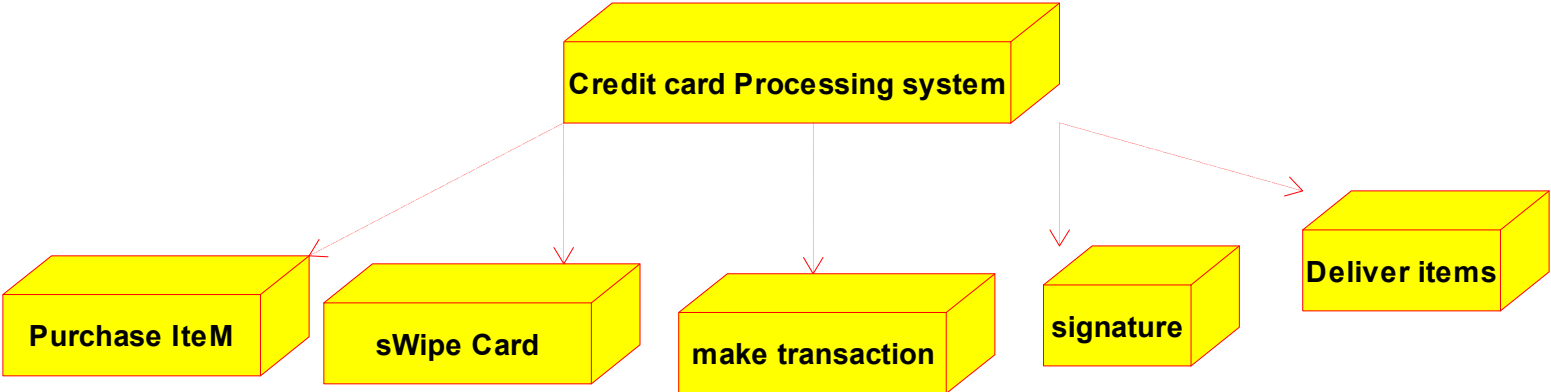 Credit card Processing system
Purchase IteM
sWipe Card
make transaction
signature
Deliver items